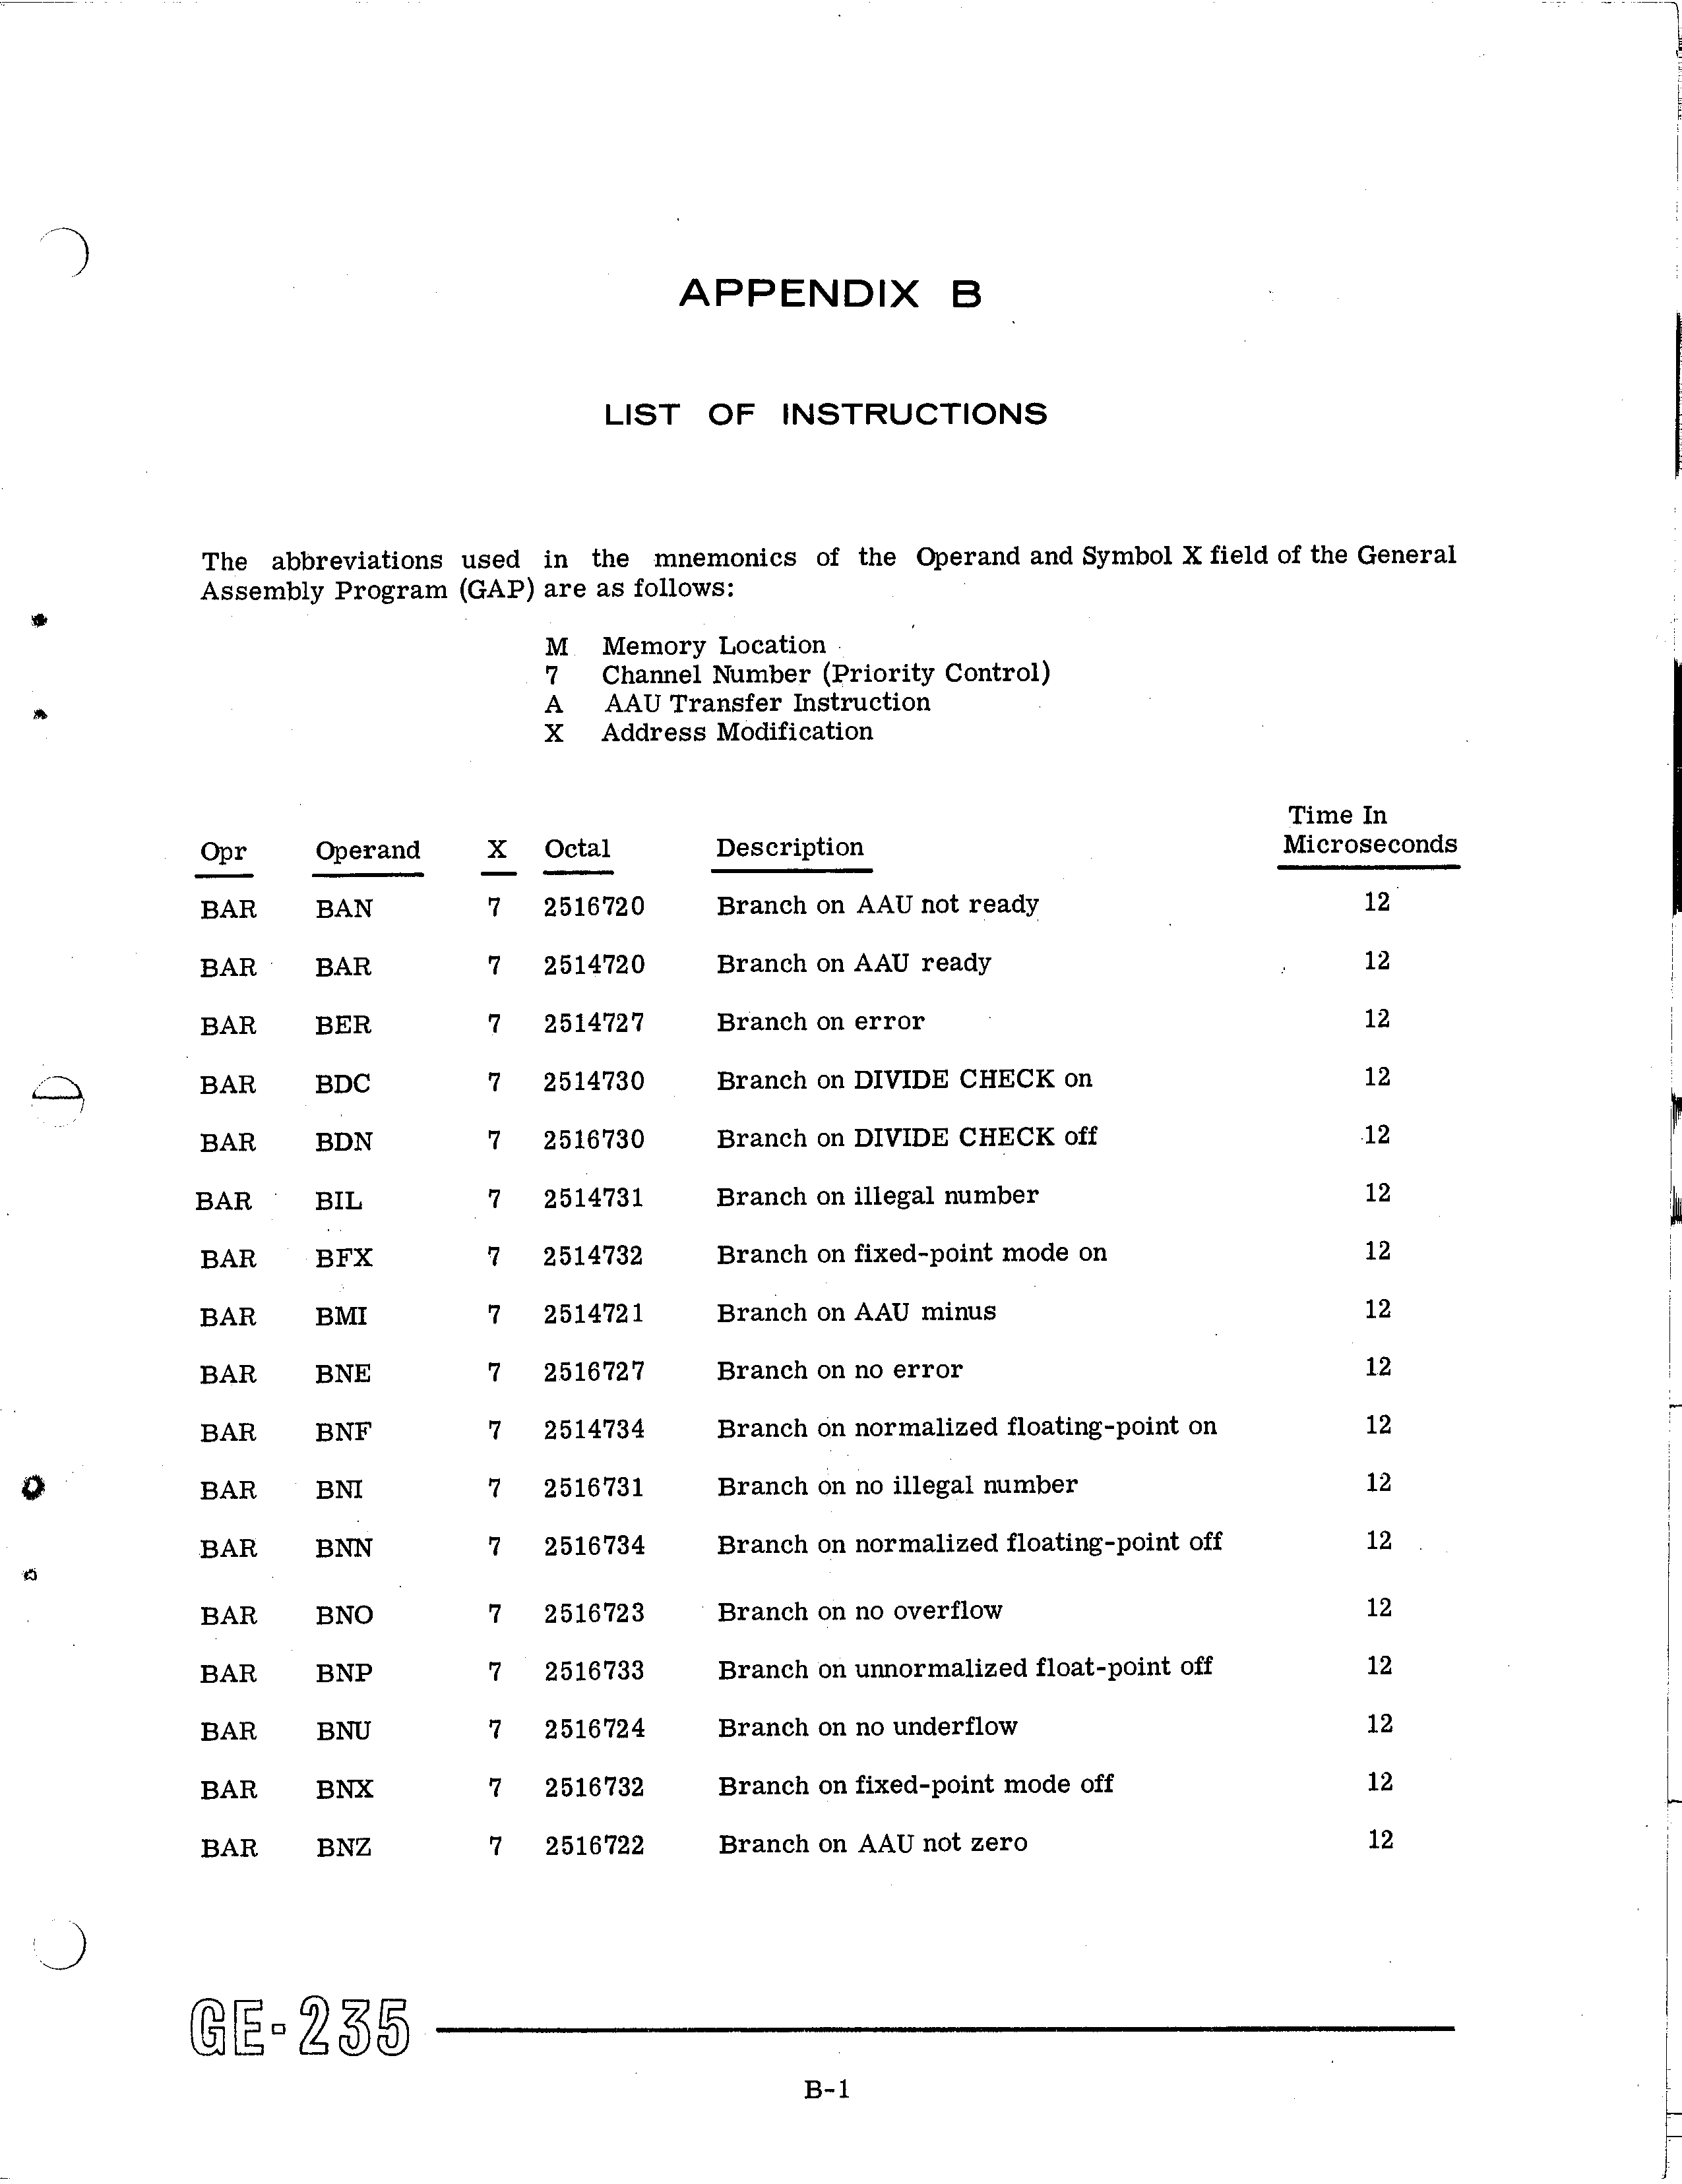 APPENDIX B
LIST OF INSTRUCTIONS
The abbreviations used in the mnemonics of the Operand and Symbol X field of the General
Assembly Program (GAP) are as follows:
M Memory Location
7 Channel Number (Priority Control)
A AAU Transfer Instruction
X Address Modification
Time In
Opr Operand X Octal Description Microseconds
BAR BAN 7 2516720 Branch on AAU not ready 12
BAR BAR 7 2514720 Branch on AAU ready 12
BAR BER 7 2514727 Branch on error 12
BAR BDC 7 2514730 Branch on DIVIDE CHECK on 12
BAR BDN 7 2516730 Branch on DIVIDE CHECK off 12
BAR BIL 7 2514731 Branch on illegal number 12
BAR BFX 7 2514732 Branch on fixed-point mode on 12
BAR BMI 7 2514721 Branch on AAU minus 12
BAR BNE 7 2516727 Branch on no error 12
BAR BNF 7 2514734 Branch on normalized floating-point on 12
BAR BNI 7 2516731 Branch on no illegal number 12
BAR BNN 7 2516734 Branch on normalized floating-point off 12
BAR BNO 7 2516723 Branch on no overflow 12
BAR BNP 7 2516733 Branch on unnormalized float-point off 12
BAR BNU 7 2516724 Branch on no underflow 12
BAR BNX 7 2516732 Branch on fixed-point mode off 12
BAR BNZ 7 2516722 Branch on AAU not zero 12
GE-235
B-1